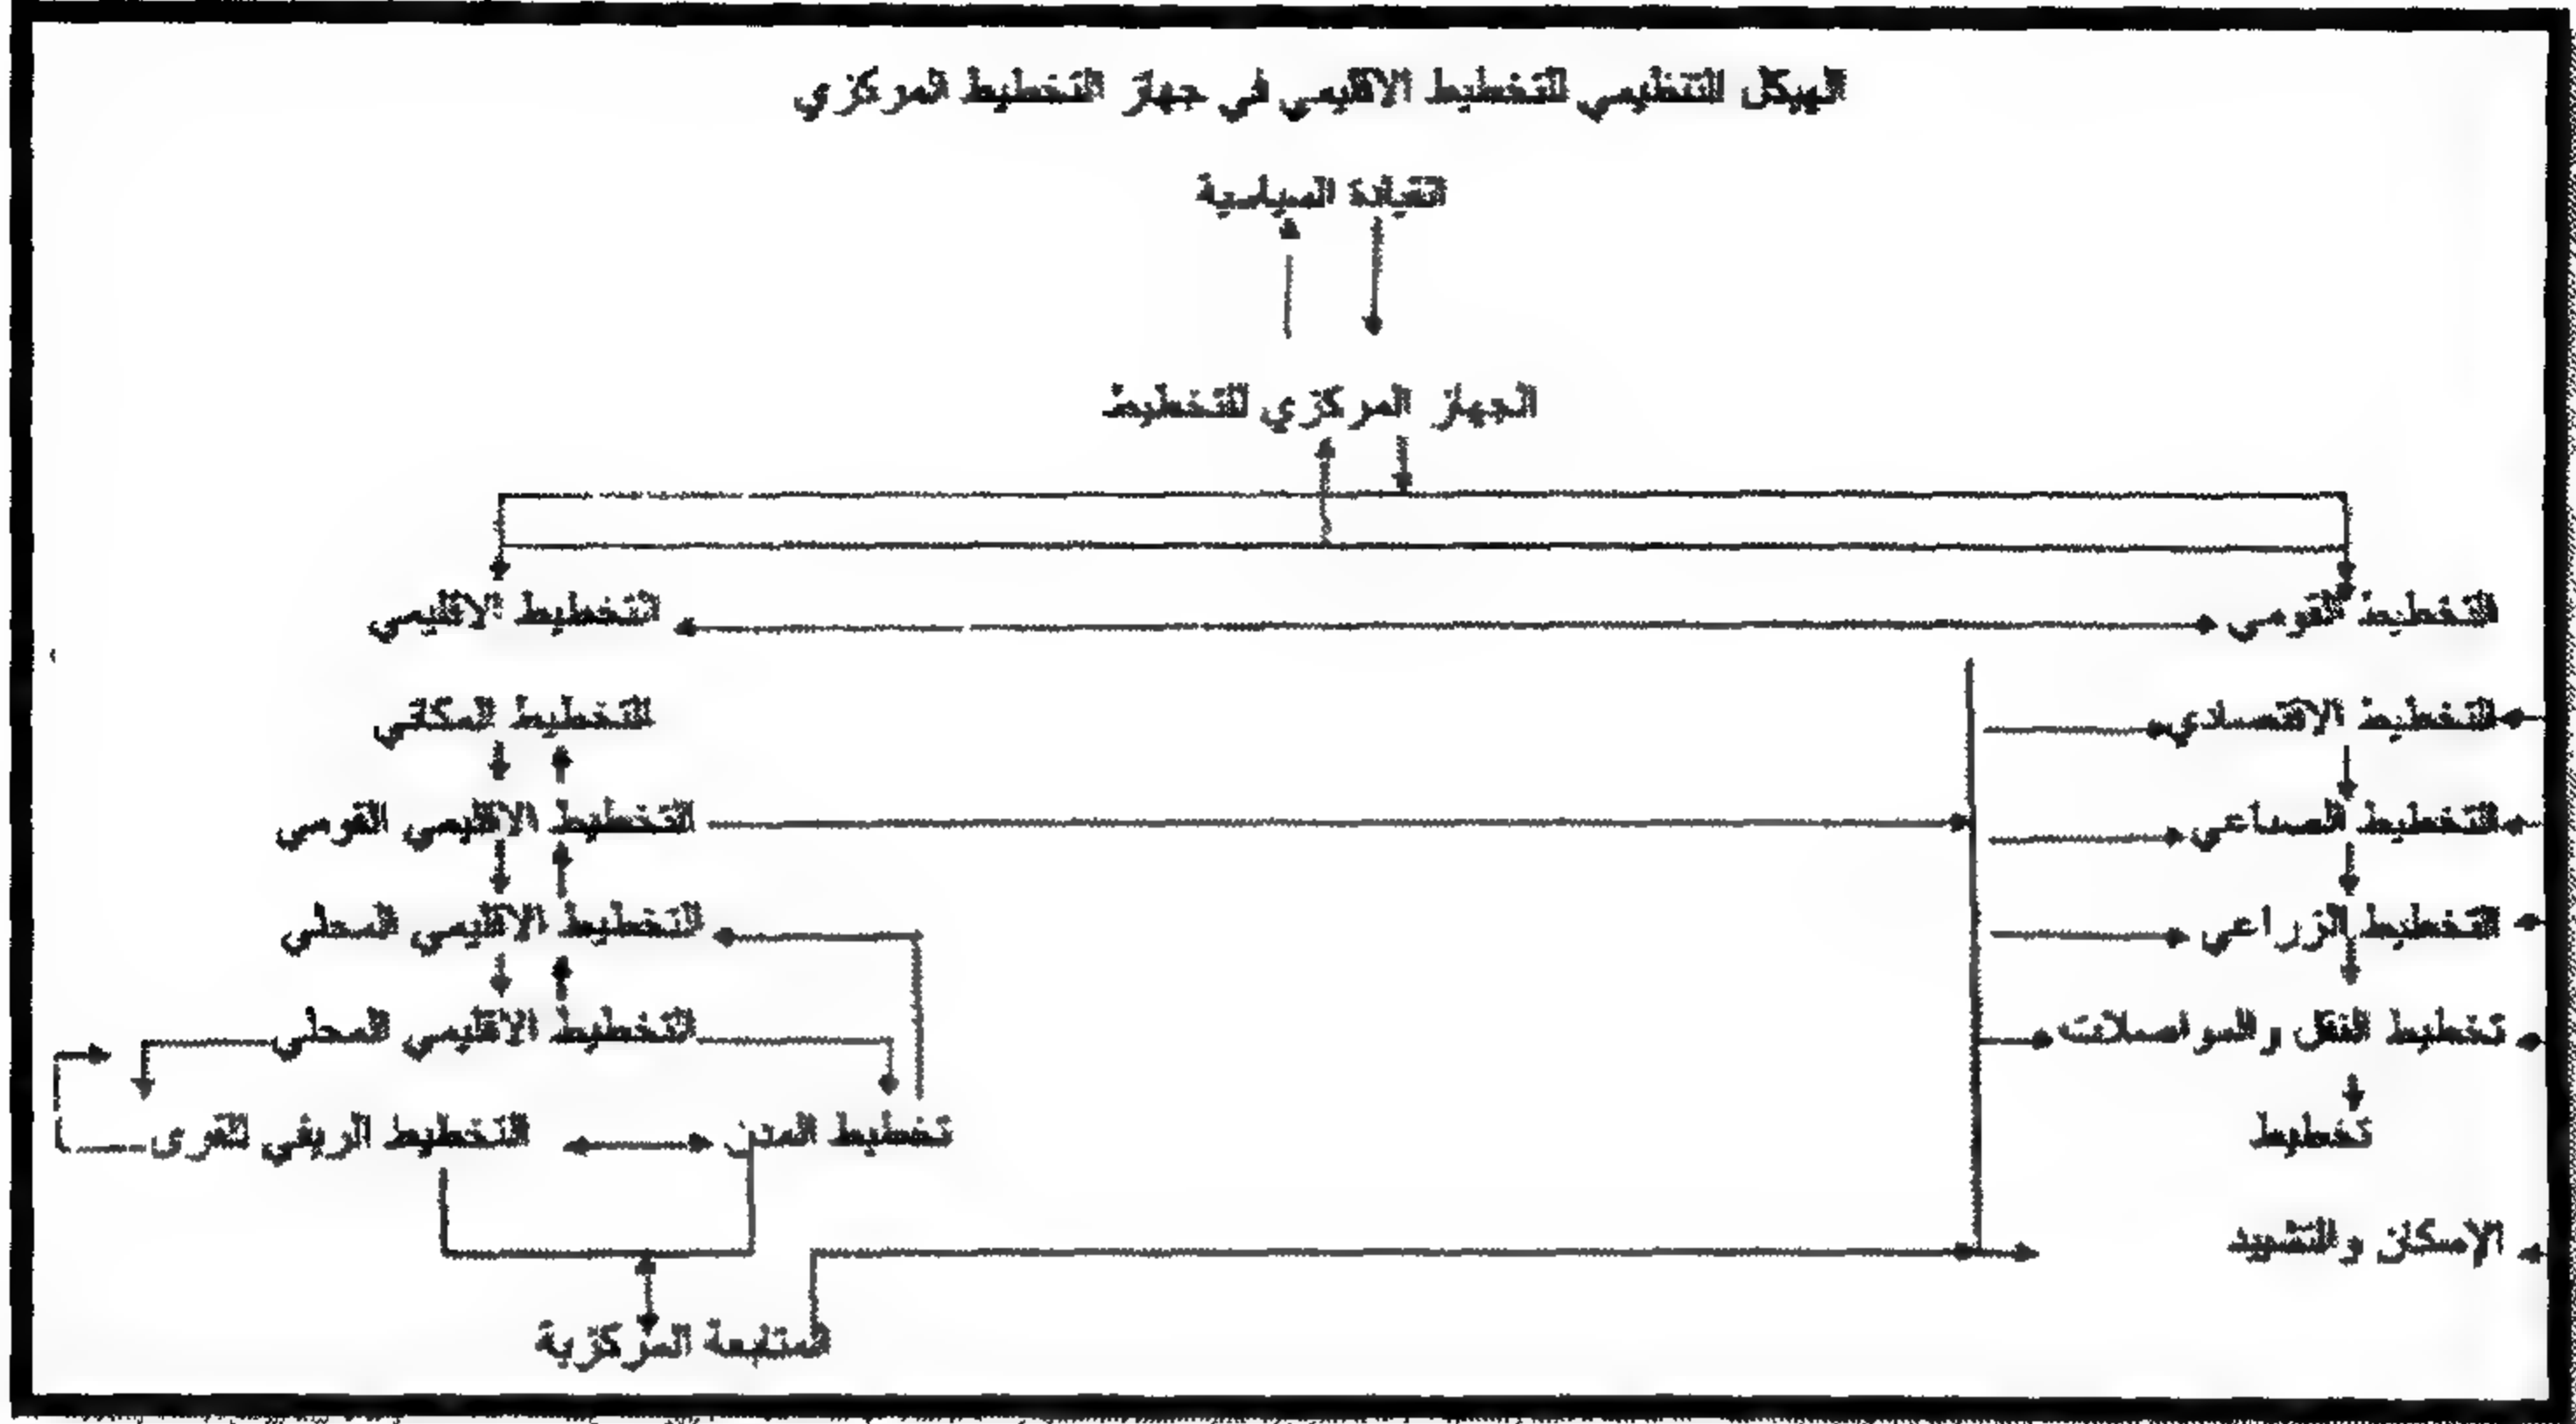 الهيكل التنظيمي للتخطيط الاقليمي في جهاز التخطيط المركزي
القيادة السياسية
الجهاز المركزي للتخطيط
التخطيط القومي
التخطيط الاقليمي
التخطيط الاقتصادي
التخطيط المكاني
التخطيط الصناعي
التخطيط الاقليمي القومي
التخطيط الزراعي
التخطيط الاقليمي المحلي
تخطيط النقل والمواصلات
التخطيط الاقليمي المحلي
تخطيط
تخطيط المدن
التخطيط الريفي للقرى
الإسكان والتشييد
المتابعة المركزية